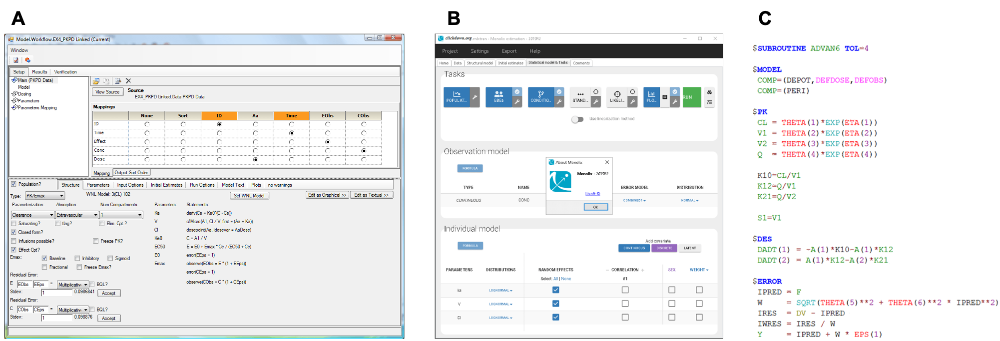 A
Model.Workflow.EX4_PKPD Linked (Current)
Window
Setup Results Verification
Main (PKPD Data)
Model
Dosing
Parameters
Parameters.Mapping
View Source Source
EX4_PKPD Linked.Data.PKPD Data
Mappings
None Sort ID Aa Time EObs CObs
ID
Time
Effect
Conc
Dose
Mapping Output Sort Order
Population? Structure Parameters Input Options Initial Estimates Run Options Model Text Plots no warnings
Type: PK/Emax WNL Model: 3(CL) 102 Set WNL Model Edit as Graphical >> Edit as Textual >>
Parameterization: Absorption: Num Compartments: Parameters: Statements:
Clearance Extravascular 1 Ka deriv(Ce = Ke0*(C - Ce))
Saturating? tlag? Elim. Cpt.? V cfMicro(A1, Cl / V, first = (Aa = Ka))
Closed form? Cl dosepoint(Aa, idosevar = AaDose)
Infusions possible? Freeze PK? Ke0 C = A1 / V
Effect Cpt? EC50 E = E0 + Emax * Ce / (EC50 + Ce)
Emax: Baseline Inhibitory Sigmoid E0 error(EEps = 1)
Fractional Freeze Emax? Emax observe(EObs = E * (1 + EEps)
Residual Error: error(CEps = 1)
E EObs EEps = Multiplicativ BQL? observe(CObs = C * (1 + CEps))
Stdev: 1 0.0986841 Accept
Residual Error:
C CObs CEps = Multiplicativ BQL?
Stdev: 1 0.098876 Accept
B
clickdown.org.mlxtran - Monolix estimation - 2019R2
Project Settings Export Help
Home Data Structural model Initial estimates Statistical model & Tasks Comments
Tasks
POPULAT... EBEs CONDITIO... STAND... LIKELI... PLO... RUN
Use linearization method
Observation model
FORMULA
TYPE NAME ERROR MODEL DISTRIBUTION
CONTINUOUS CONC COMBINED1 NORMAL
About Monolix
Monolix - 2019R2
Lixoft ©
OK
Individual model
FORMULA
Add covariate
CONTINUOUS DISCRETE LATENT
PARAMETERS DISTRIBUTIONS RANDOM EFFECTS − CORRELATION + SEX WEIGHT
Select: All | None #1
ka LOGNORMAL
V LOGNORMAL
Cl LOGNORMAL
C
$SUBROUTINE ADVAN6 TOL=4
$MODEL
COMP=(DEPOT,DEFDOSE,DEFOBS)
COMP=(PERI)
$PK
CL = THETA(1)*EXP(ETA(1))
V1 = THETA(2)*EXP(ETA(2))
V2 = THETA(3)*EXP(ETA(3))
Q = THETA(4)*EXP(ETA(4))
K10=CL/V1
K12=Q/V1
K21=Q/V2
S1=V1
$DES
DADT(1) = -A(1)*K10-A(1)*K12
DADT(2) = A(1)*K12-A(2)*K21
$ERROR
IPRED = F
W = SQRT(THETA(5)**2 + THETA(6)**2 * IPRED**2)
IRES = DV - IPRED
IWRES = IRES / W
Y = IPRED + W * EPS(1)